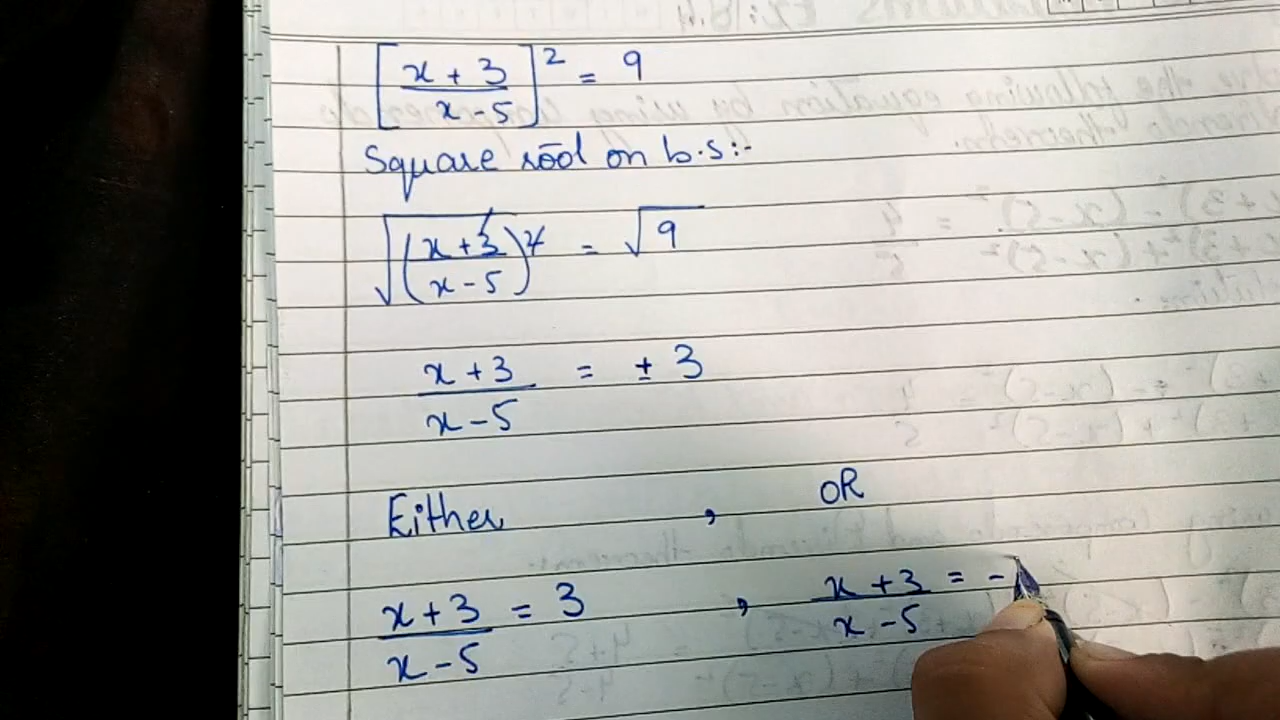 [x + 3 / x - 5]² = 9
Square root on b.s:-
√(x + 3 / x - 5)² = √9
x + 3 / x - 5 = ± 3
Either , OR
x + 3 / x - 5 = 3 , x + 3 / x - 5 = -